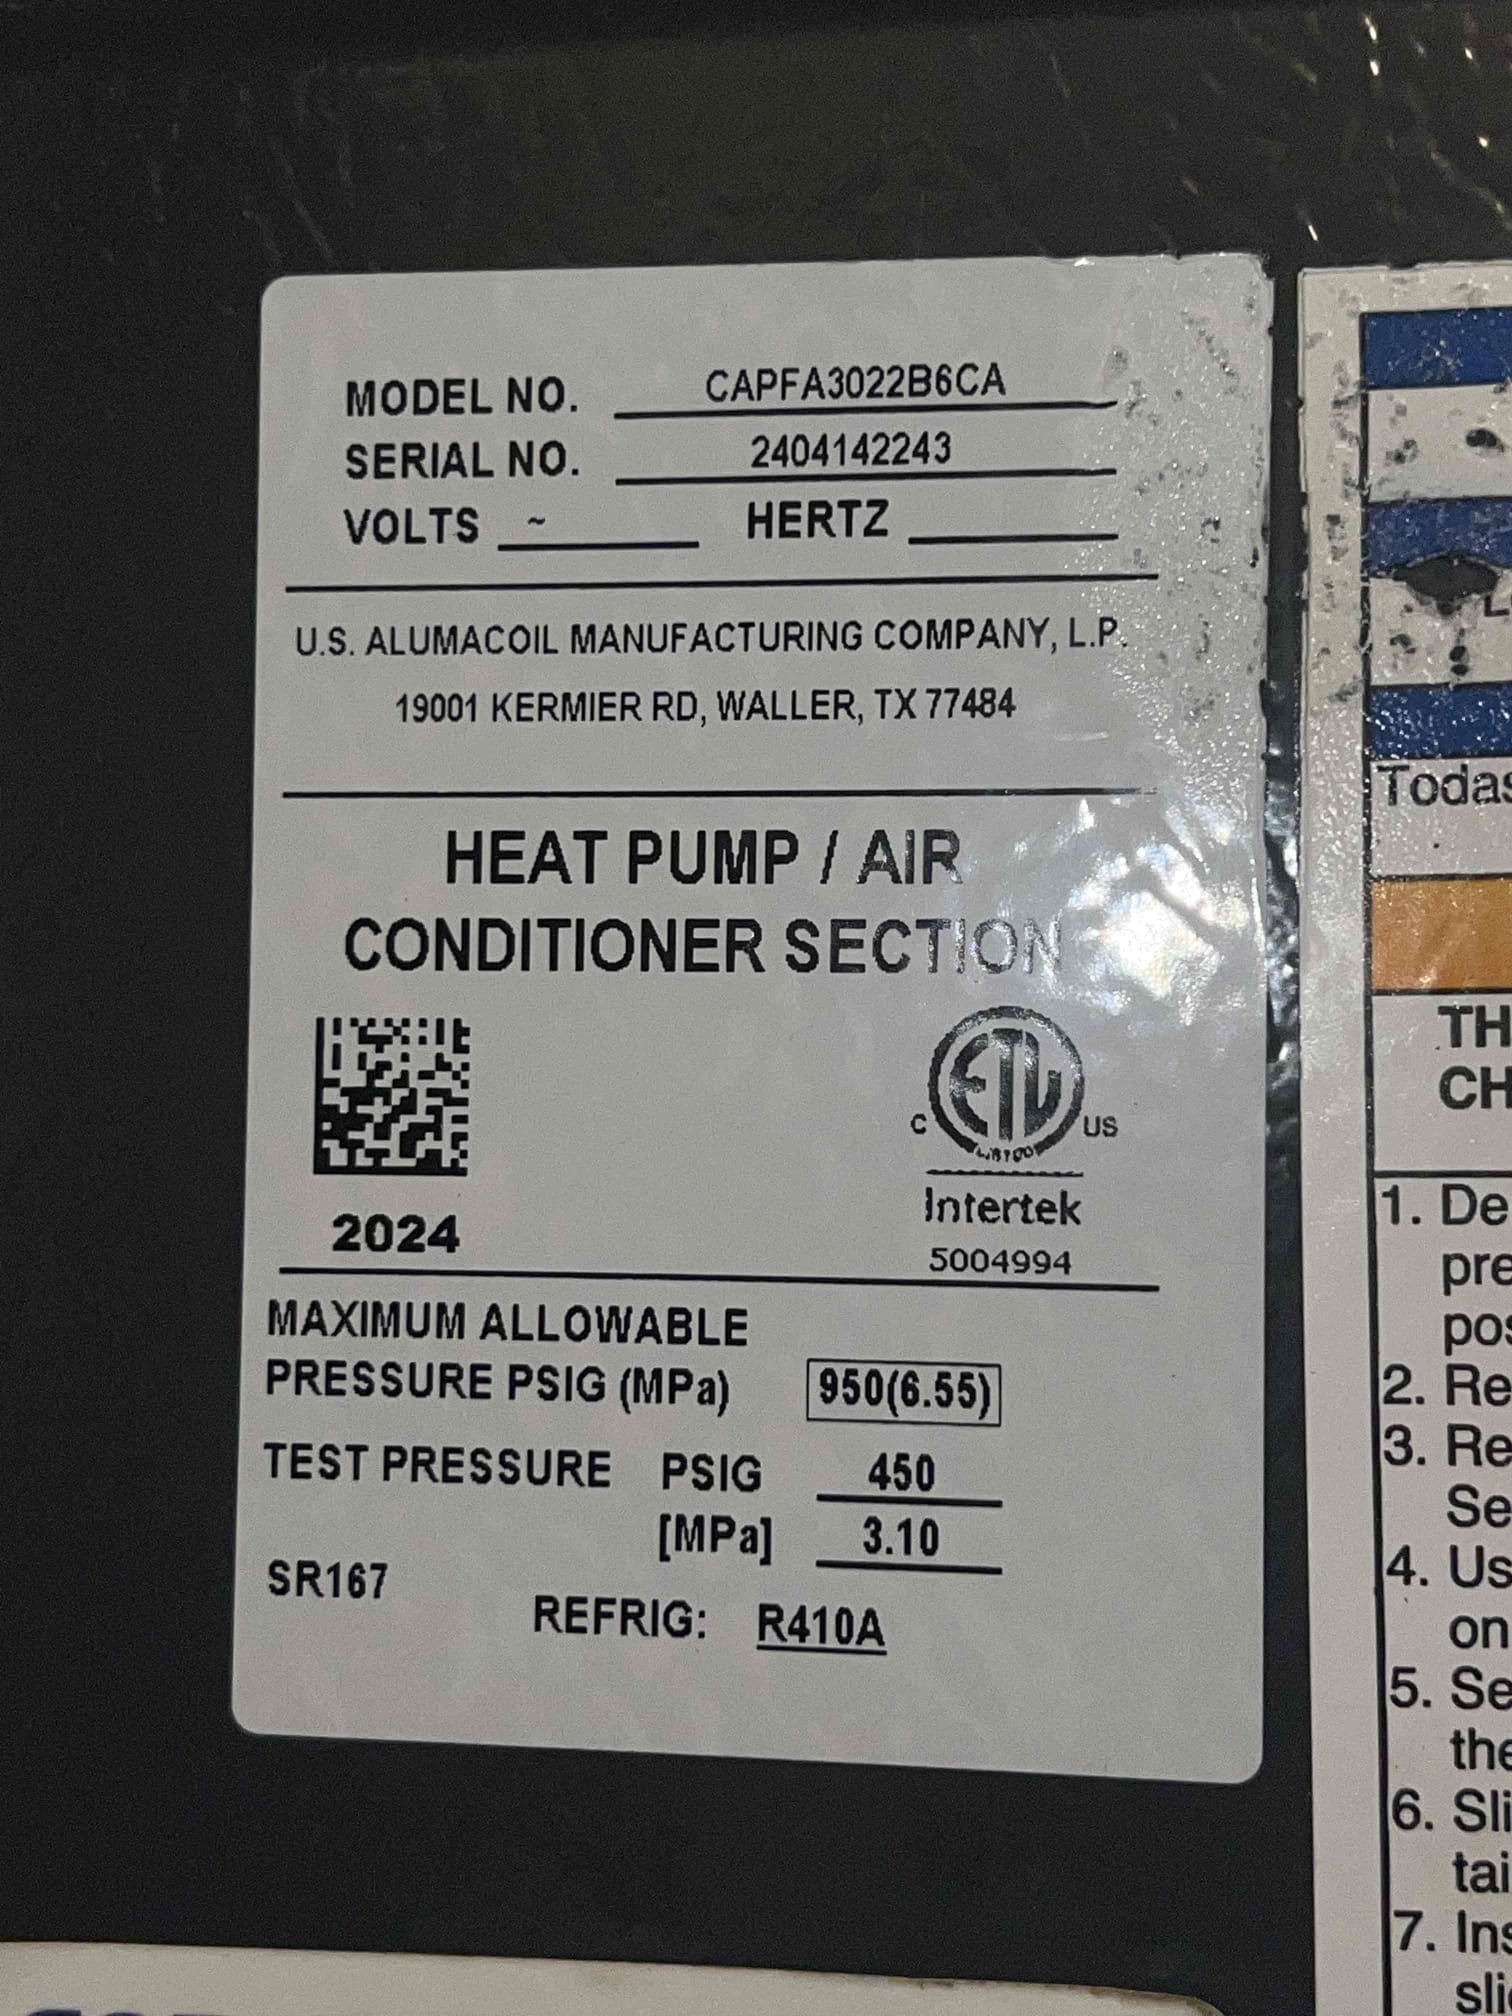 MODEL NO. CAPFA3022B6CA
SERIAL NO. 2404142243
VOLTS ~ HERTZ
U.S. ALUMACOIL MANUFACTURING COMPANY, L.P.
19001 KERMIER RD, WALLER, TX 77484
HEAT PUMP / AIR
CONDITIONER SECTION
ETL
C US
LISTED
Intertek
2024
5004994
MAXIMUM ALLOWABLE
PRESSURE PSIG (MPa) 950(6.55)
TEST PRESSURE PSIG 450
[MPa] 3.10
SR167
REFRIG: R410A
Todas
TH
CH
1. De
pre
pos
2. Re
3. Re
Se
4. Us
on
5. Se
the
6. Sli
tai
7. Ins
sli